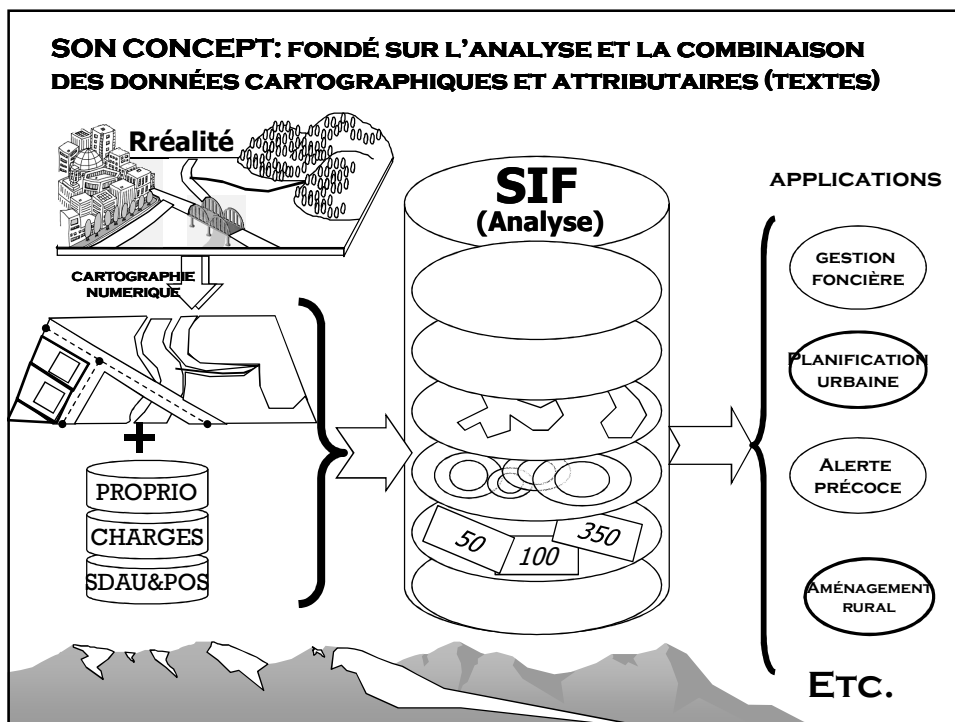 SON CONCEPT: FONDÉ SUR L'ANALYSE ET LA COMBINAISON
DES DONNÉES CARTOGRAPHIQUES ET ATTRIBUTAIRES (TEXTES)
Rréalité
CARTOGRAPHIE
NUMERIQUE
+
PROPRIO
CHARGES
SDAU&POS
SIF
(Analyse)
50
100
350
APPLICATIONS
GESTION
FONCIÈRE
PLANIFICATION
URBAINE
ALERTE
PRÉCOCE
AMÉNAGEMENT
RURAL
ETC.